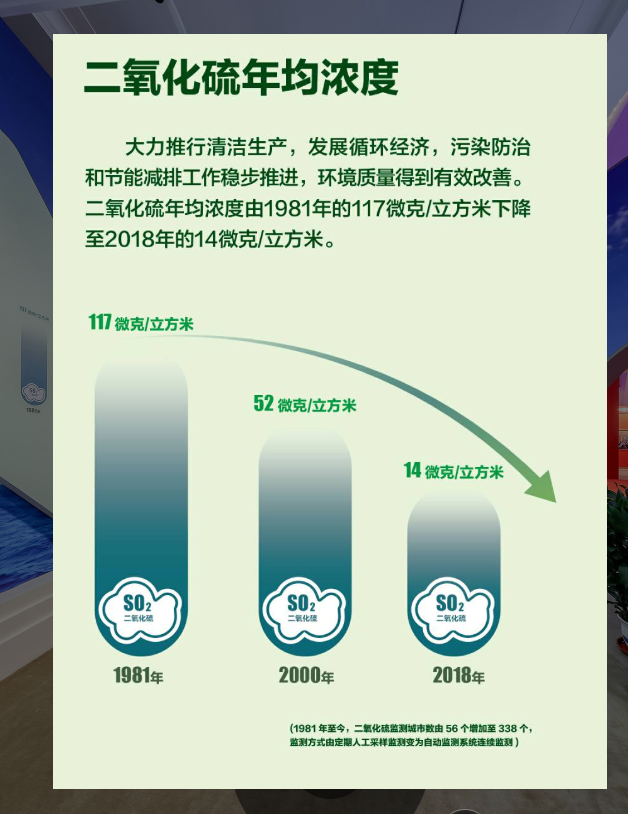 二氧化硫年均浓度
大力推行清洁生产，发展循环经济，污染防治
和节能减排工作稳步推进，环境质量得到有效改善。
二氧化硫年均浓度由1981年的117微克/立方米下降
至2018年的14微克/立方米。
117 微克/立方米
52 微克/立方米
14 微克/立方米
SO2
二氧化硫
SO2
二氧化硫
SO2
二氧化硫
1981年
2000年
2018年
(1981 年至今，二氧化硫监测城市数由 56 个增加至 338 个，
监测方式由定期人工采样监测变为自动监测系统连续监测 )